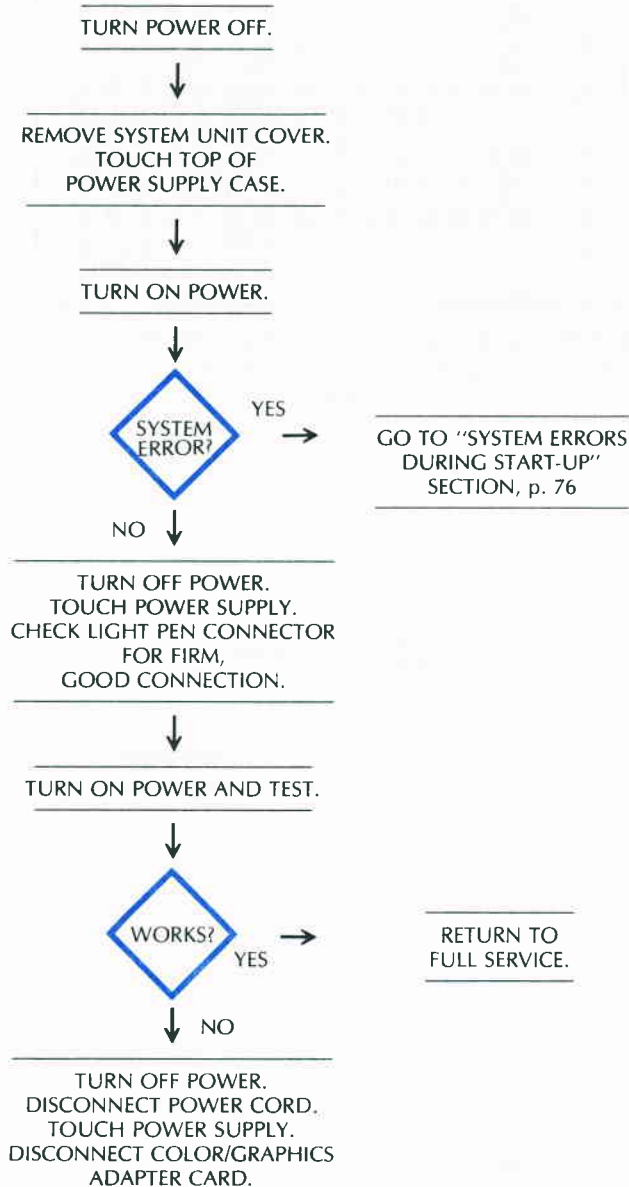 TURN POWER OFF.
REMOVE SYSTEM UNIT COVER.
TOUCH TOP OF
POWER SUPPLY CASE.
TURN ON POWER.
SYSTEM
ERROR?
YES
GO TO "SYSTEM ERRORS
DURING START-UP"
SECTION, p. 76
NO
TURN OFF POWER.
TOUCH POWER SUPPLY.
CHECK LIGHT PEN CONNECTOR
FOR FIRM,
GOOD CONNECTION.
TURN ON POWER AND TEST.
WORKS?
YES
RETURN TO
FULL SERVICE.
NO
TURN OFF POWER.
DISCONNECT POWER CORD.
TOUCH POWER SUPPLY.
DISCONNECT COLOR/GRAPHICS
ADAPTER CARD.